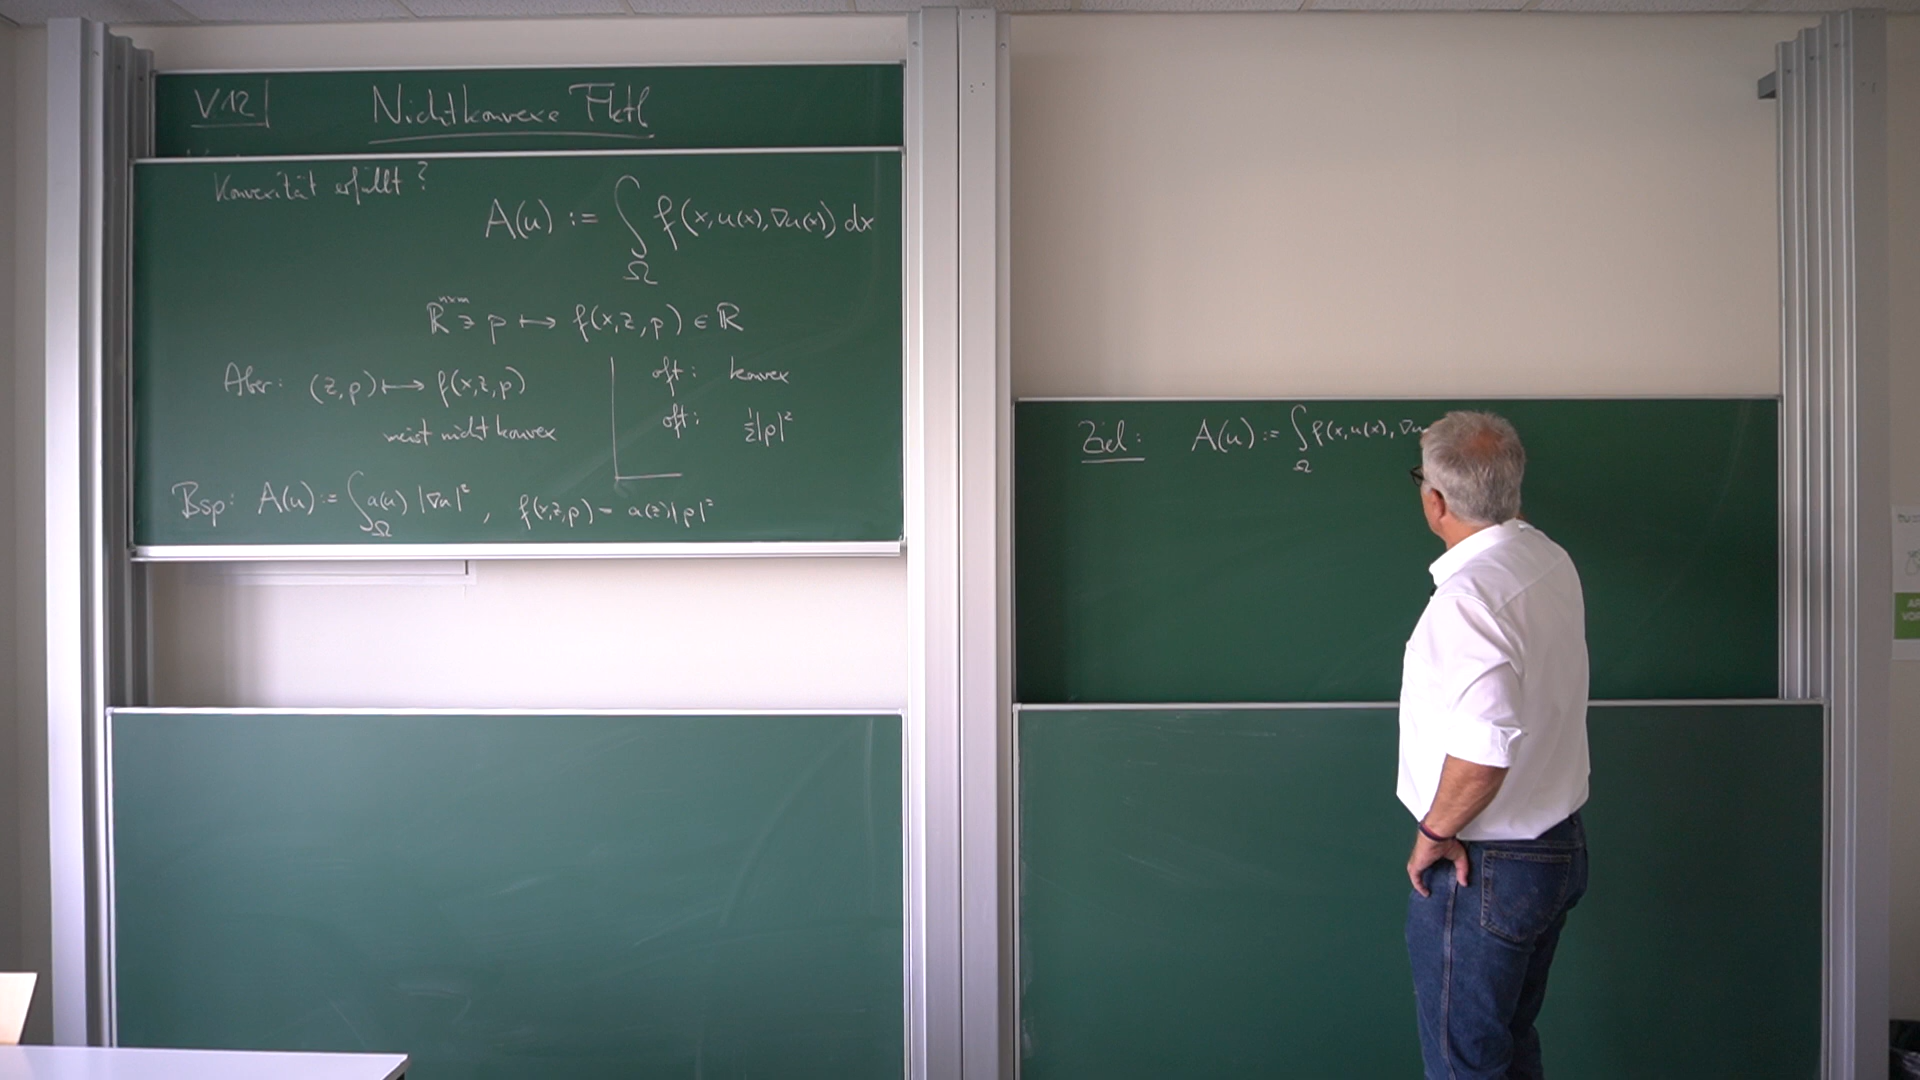 V12 Nichtkonvexe Fktl
Konvexität erfüllt?
A(u) := ∫_Ω f(x,u(x),∇u(x)) dx
ℝ^{n×m} ∋ p ↦ f(x,z,p) ∈ ℝ
Aber: (z,p) ↦ f(x,z,p)
meist nicht konvex
oft: konvex
oft: ½|p|²
Bsp: A(u) := ∫_Ω a(u) |∇u|², f(x,z,p) = a(z)|p|²
Ziel: A(u) := ∫_Ω f(x,u(x), ∇u